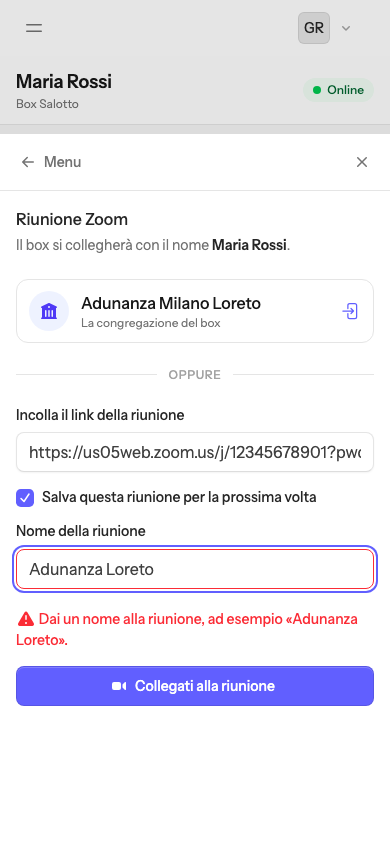 GR
Maria Rossi
Box Salotto
Online
Menu
Riunione Zoom
Il box si collegherà con il nome Maria Rossi.
Adunanza Milano Loreto
La congregazione del box
OPPURE
Incolla il link della riunione
https://us05web.zoom.us/j/12345678901?pwd
Salva questa riunione per la prossima volta
Nome della riunione
Adunanza Loreto
Dai un nome alla riunione, ad esempio «Adunanza
Loreto».
Collegati alla riunione